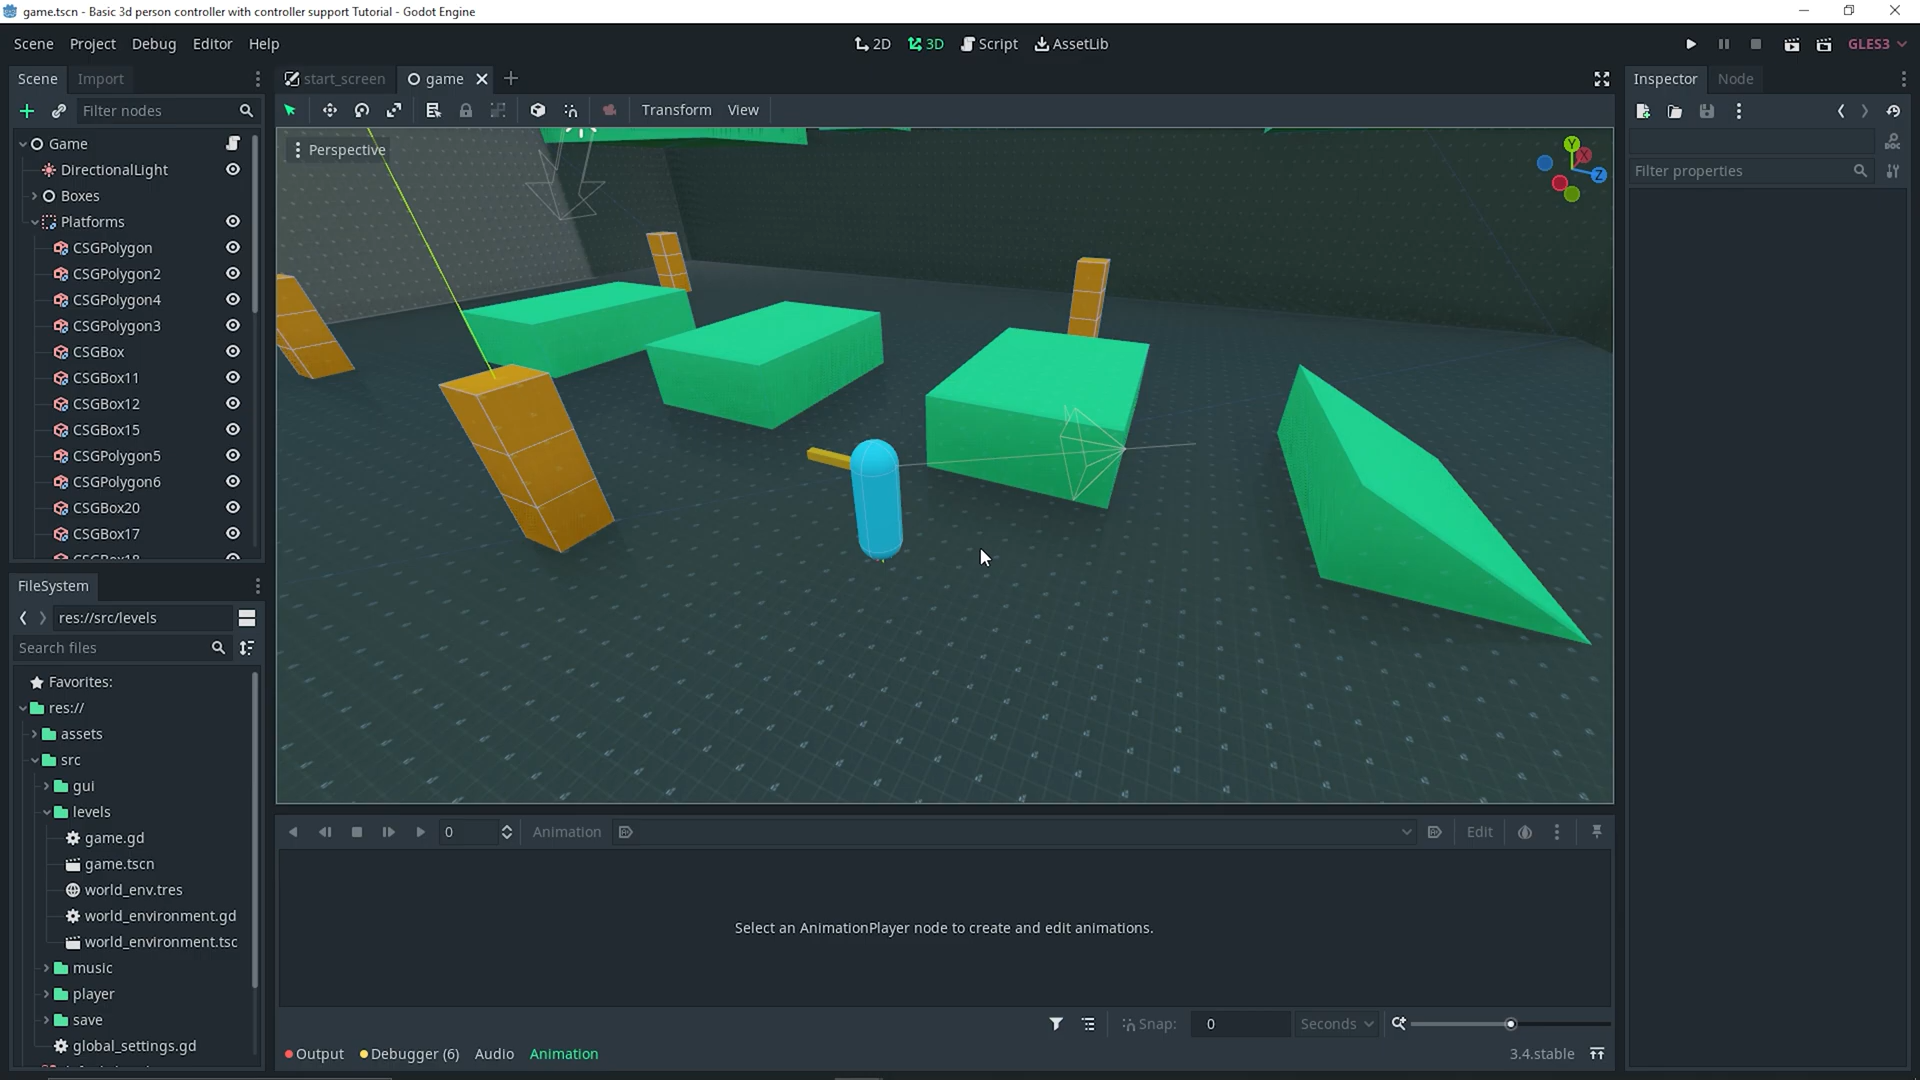 game.tscn - Basic 3d person controller with controller support Tutorial - Godot Engine
Scene Project Debug Editor Help
2D 3D Script AssetLib
GLES3
Scene Import
start_screen game
Inspector Node
Filter nodes
Transform View
Game
Perspective
Y X Z
DirectionalLight
Filter properties
Boxes
Platforms
CSGPolygon
CSGPolygon2
CSGPolygon4
CSGPolygon3
CSGBox
CSGBox11
CSGBox12
CSGBox15
CSGPolygon5
CSGPolygon6
CSGBox20
CSGBox17
CSGBox18
FileSystem
res://src/levels
Search files
Favorites:
res://
assets
src
gui
levels
game.gd
game.tscn
world_env.tres
world_environment.gd
world_environment.tsc
music
player
save
global_settings.gd
0 Animation Edit
Select an AnimationPlayer node to create and edit animations.
Snap: 0 Seconds
Output Debugger (6) Audio Animation
3.4.stable